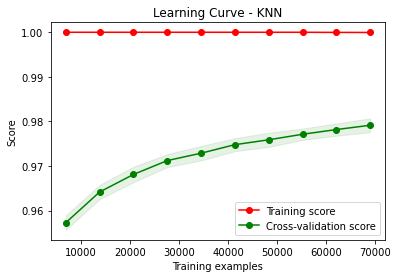 Learning Curve - KNN
1.00
0.99
0.98
0.97
0.96
Score
10000 20000 30000 40000 50000 60000 70000
Training examples
Training score
Cross-validation score